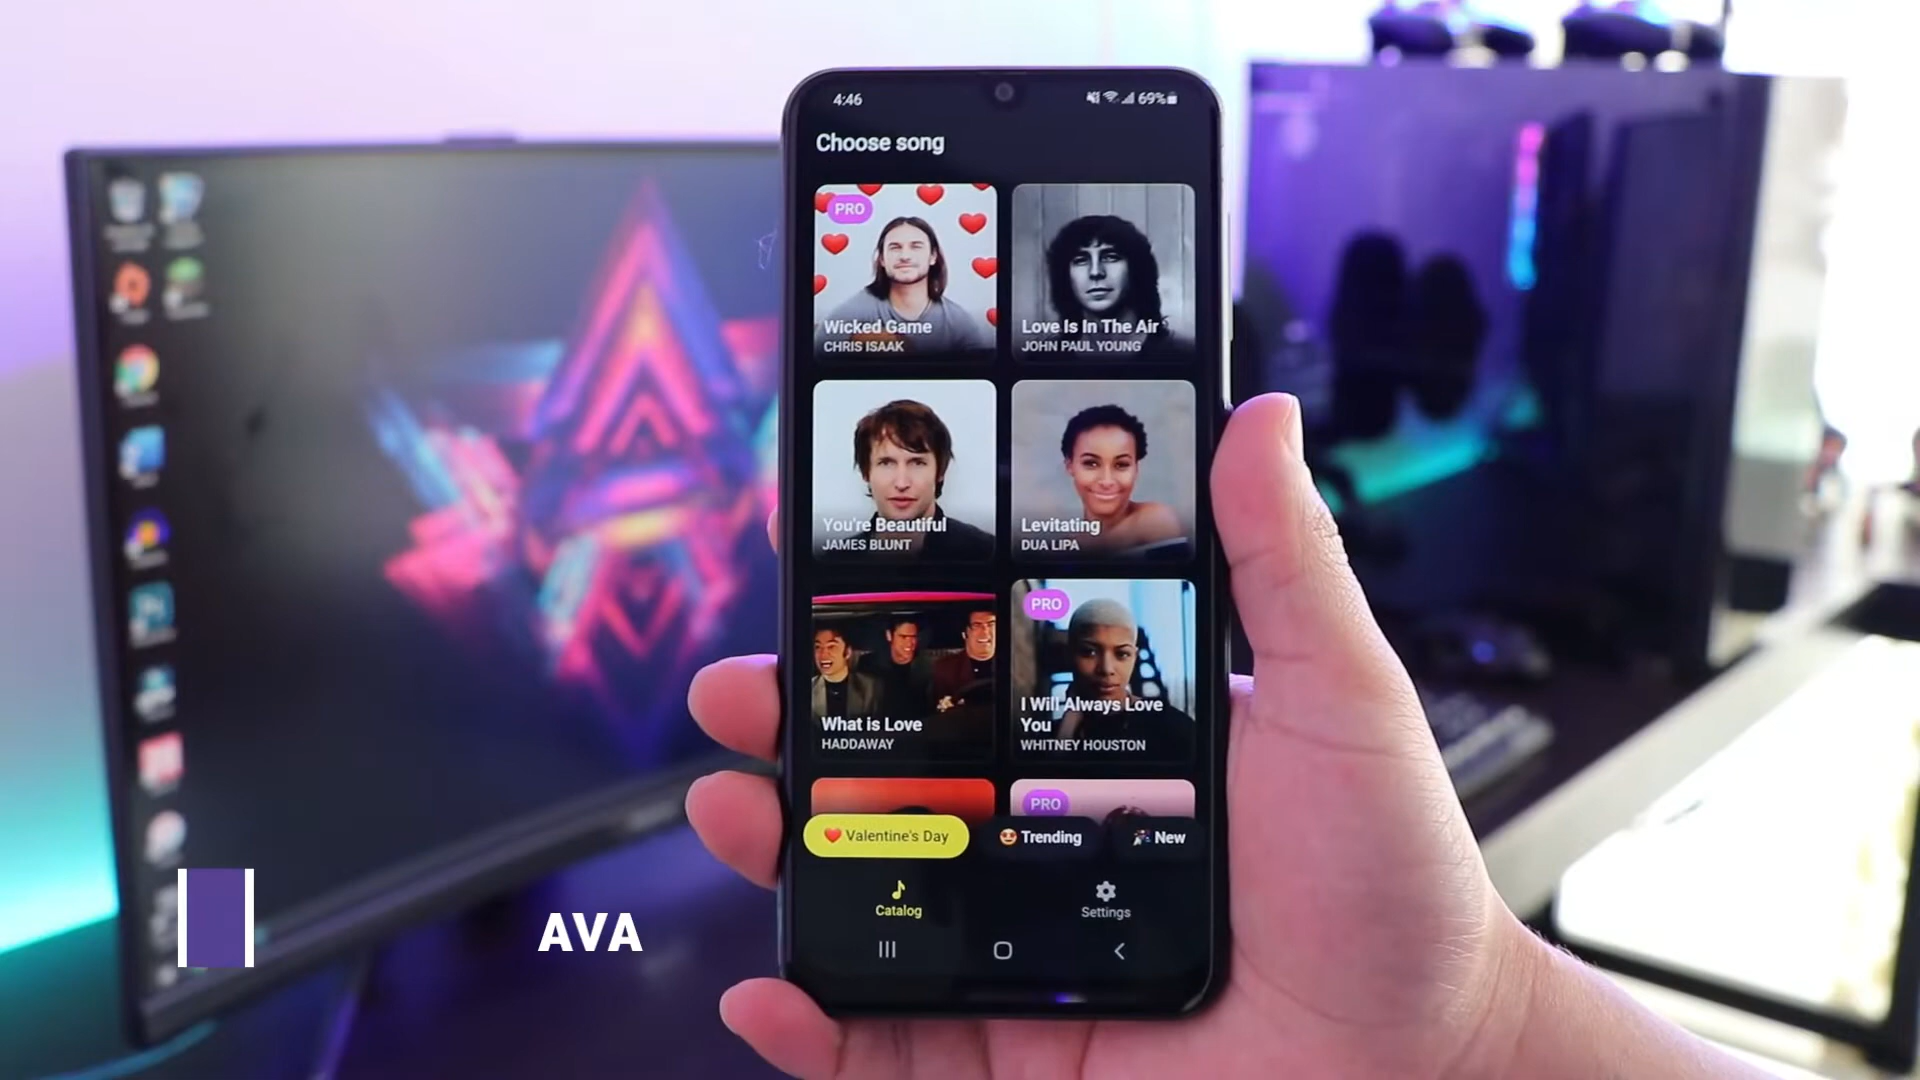 4:46
69%
Choose song
PRO
Wicked Game
CHRIS ISAAK
Love Is In The Air
JOHN PAUL YOUNG
You're Beautiful
JAMES BLUNT
Levitating
DUA LIPA
What is Love
HADDAWAY
PRO
I Will Always Love
You
WHITNEY HOUSTON
PRO
Valentine's Day
Trending
New
Catalog
Settings
AVA